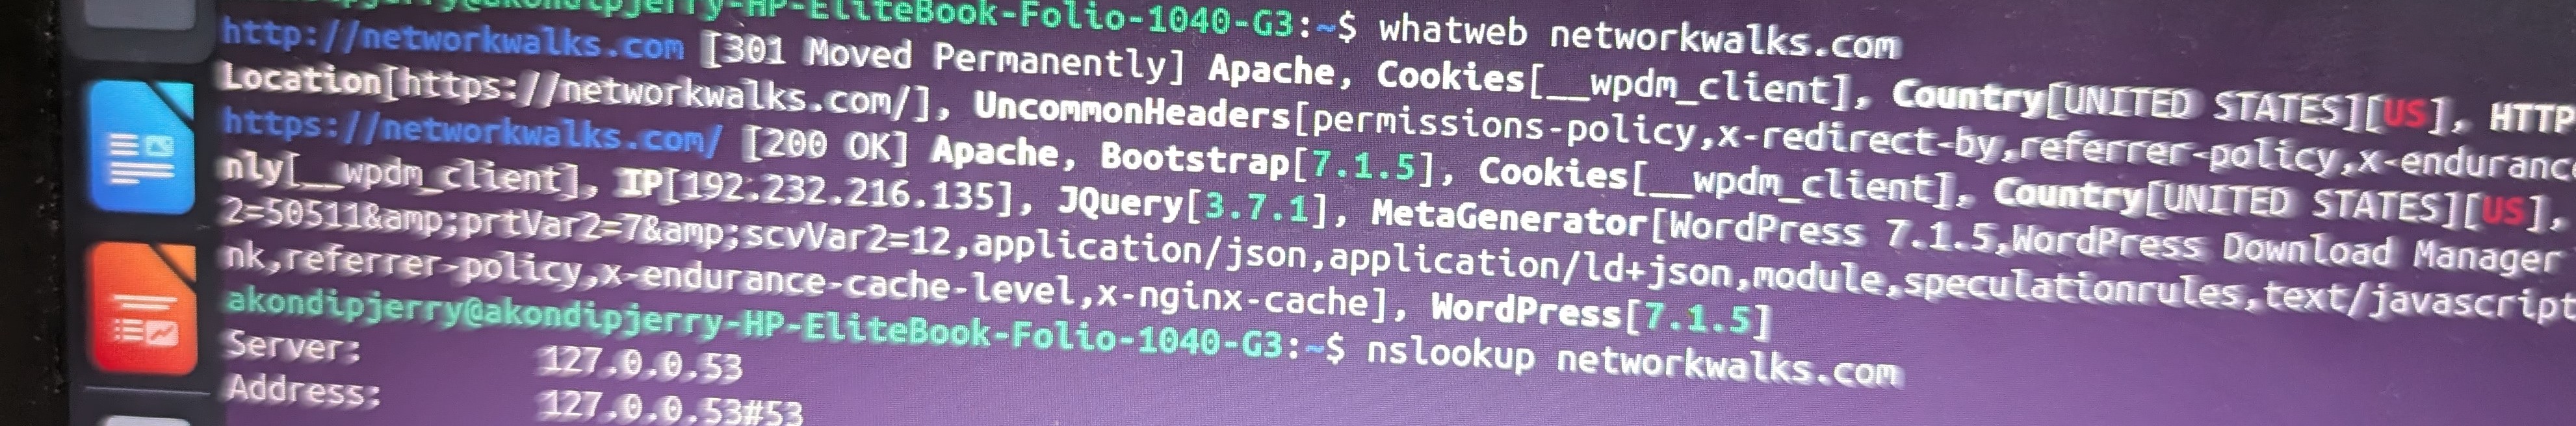 akondipjerry@akondipjerry-HP-EliteBook-Folio-1040-G3:~$ whatweb networkwalks.com
http://networkwalks.com [301 Moved Permanently] Apache, Cookies[__wpdm_client], Country[UNITED STATES][US], HTTP
Location[https://networkwalks.com/], UncommonHeaders[permissions-policy,x-redirect-by,referrer-policy,x-endurance
https://networkwalks.com/ [200 OK] Apache, Bootstrap[7.1.5], Cookies[__wpdm_client], Country[UNITED STATES][US],
nly[__wpdm_client], IP[192.232.216.135], JQuery[3.7.1], MetaGenerator[WordPress 7.1.5,WordPress Download Manager
2=50511&amp;prtVar2=7&amp;scvVar2=12,application/json,application/ld+json,module,speculationrules,text/javascript
nk,referrer-policy,x-endurance-cache-level,x-nginx-cache], WordPress[7.1.5]
akondipjerry@akondipjerry-HP-EliteBook-Folio-1040-G3:~$ nslookup networkwalks.com
Server: 127.0.0.53
Address: 127.0.0.53#53